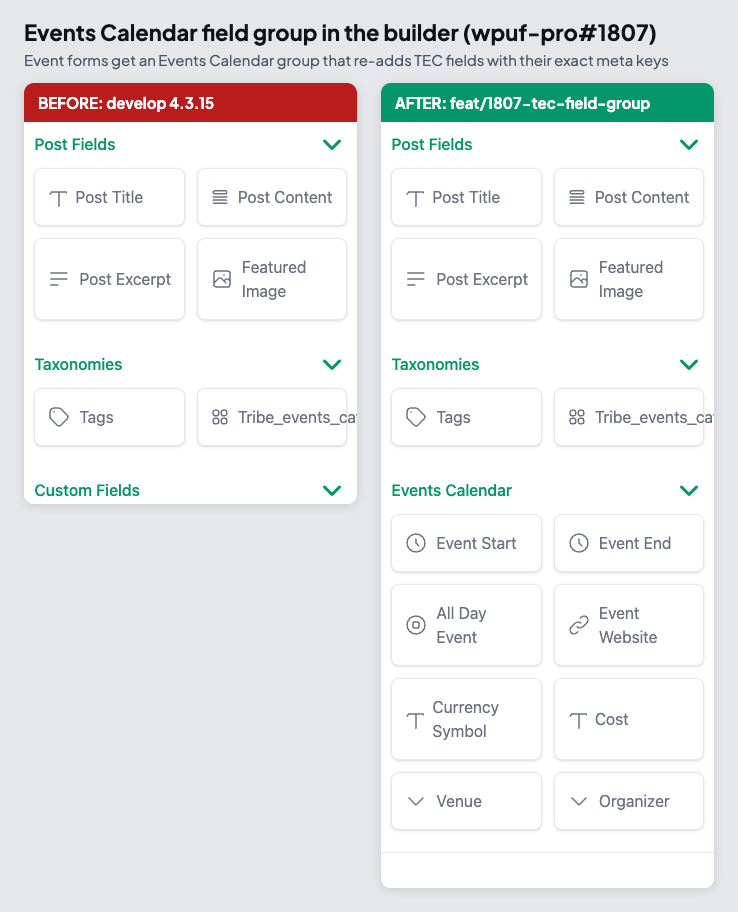 Events Calendar field group in the builder (wpuf-pro#1807)
Event forms get an Events Calendar group that re-adds TEC fields with their exact meta keys
BEFORE: develop 4.3.15
Post Fields
Post Title
Post Content
Post Excerpt
Featured
Image
Taxonomies
Tags
Tribe_events_cat
Custom Fields
AFTER: feat/1807-tec-field-group
Post Fields
Post Title
Post Content
Post Excerpt
Featured
Image
Taxonomies
Tags
Tribe_events_cat
Events Calendar
Event Start
Event End
All Day
Event
Event
Website
Currency
Symbol
Cost
Venue
Organizer